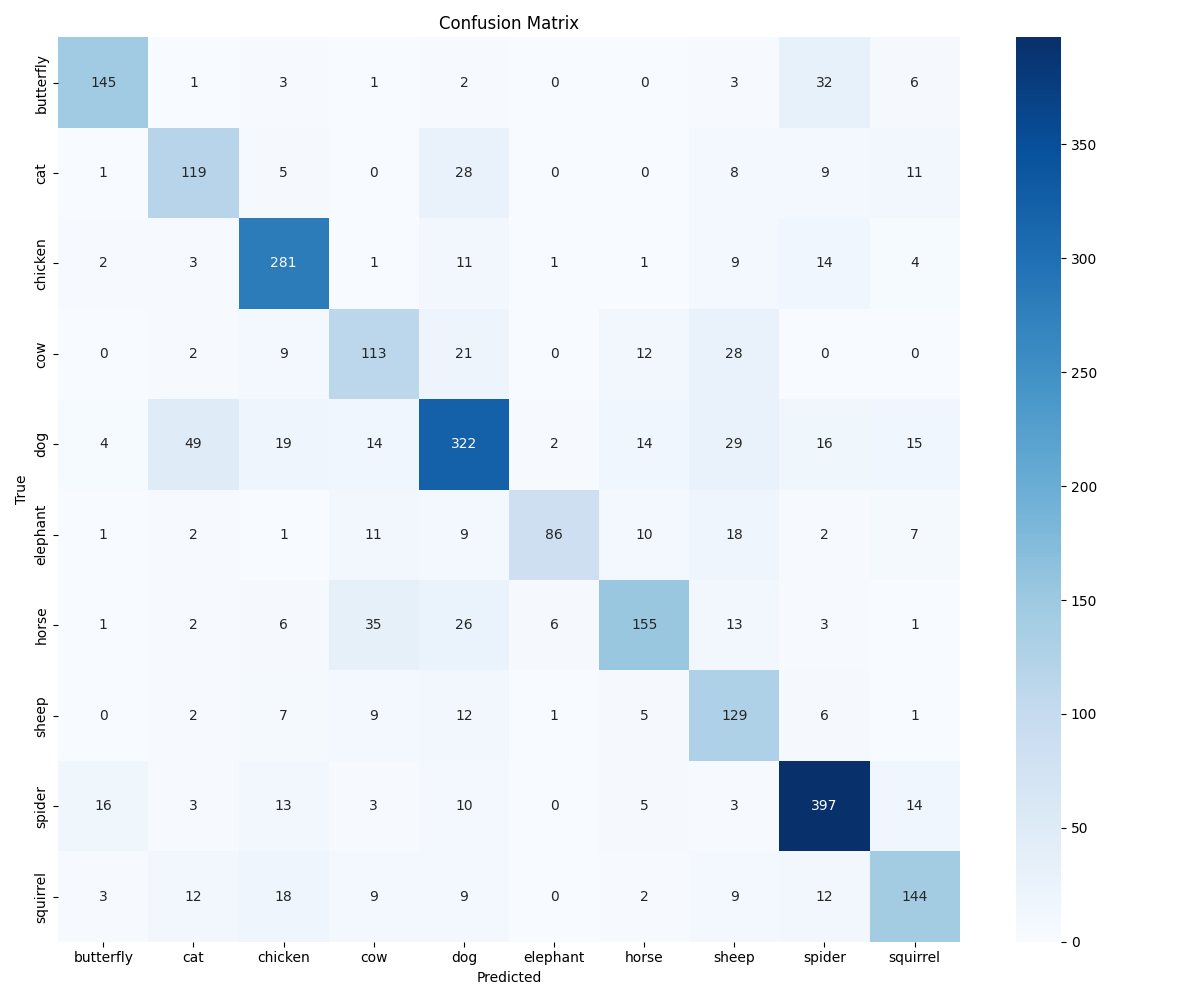 Confusion Matrix
butterfly 145 1 3 1 2 0 0 3 32 6
cat 1 119 5 0 28 0 0 8 9 11
chicken 2 3 281 1 11 1 1 9 14 4
cow 0 2 9 113 21 0 12 28 0 0
dog 4 49 19 14 322 2 14 29 16 15
elephant 1 2 1 11 9 86 10 18 2 7
horse 1 2 6 35 26 6 155 13 3 1
sheep 0 2 7 9 12 1 5 129 6 1
spider 16 3 13 3 10 0 5 3 397 14
squirrel 3 12 18 9 9 0 2 9 12 144
butterfly cat chicken cow dog elephant horse sheep spider squirrel
Predicted
True
350
300
250
200
150
100
50
0